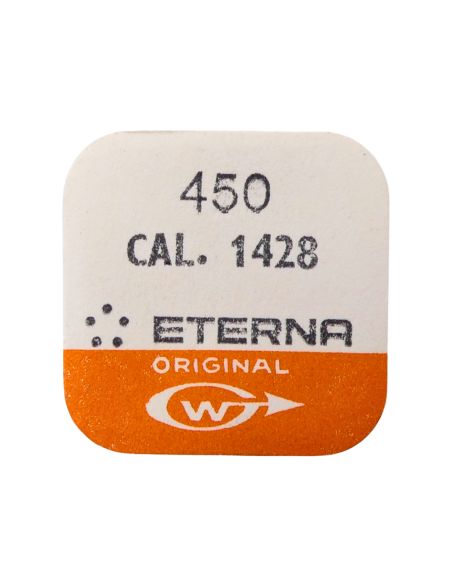 450
CAL. 1428
ETERNA
ORIGINAL
W